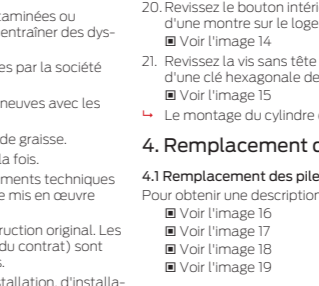 taminées ou
entraîner des dys-
es par la société
neuves avec les
de graisse.
la fois.
ments techniques
e mis en œuvre
ruction original. Les
du contrat) sont
s.
stallation, d'installa-
20. Revissez le bouton intéri
d'une montre sur le loge
▣ Voir l'image 14
21. Revissez la vis sans tête
d'une clé hexagonale de
▣ Voir l'image 15
↳ Le montage du cylindre
4. Remplacement d
4.1 Remplacement des pile
Pour obtenir une description
▣ Voir l'image 16
▣ Voir l'image 17
▣ Voir l'image 18
▣ Voir l'image 19